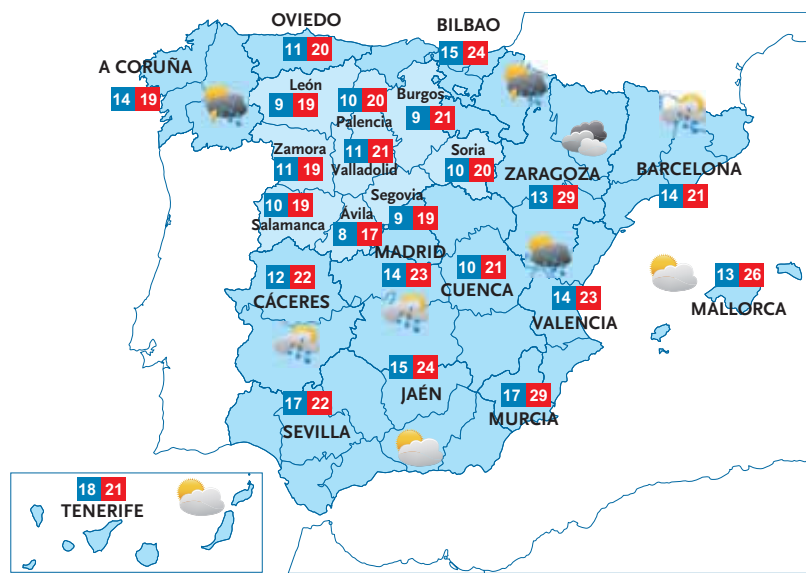 OVIEDO
11 20
BILBAO
15 24
A CORUÑA
14 19
León
9 19
10 20
Palencia
Burgos
9 21
Zamora
11 19
11 21
Valladolid
Soria
10 20
ZARAGOZA
13 29
BARCELONA
14 21
10 19
Salamanca
Ávila
8 17
Segovia
9 19
MADRID
14 23
10 21
CUENCA
12 22
CÁCERES
14 23
VALENCIA
13 26
MALLORCA
15 24
JAÉN
17 22
SEVILLA
17 29
MURCIA
18 21
TENERIFE